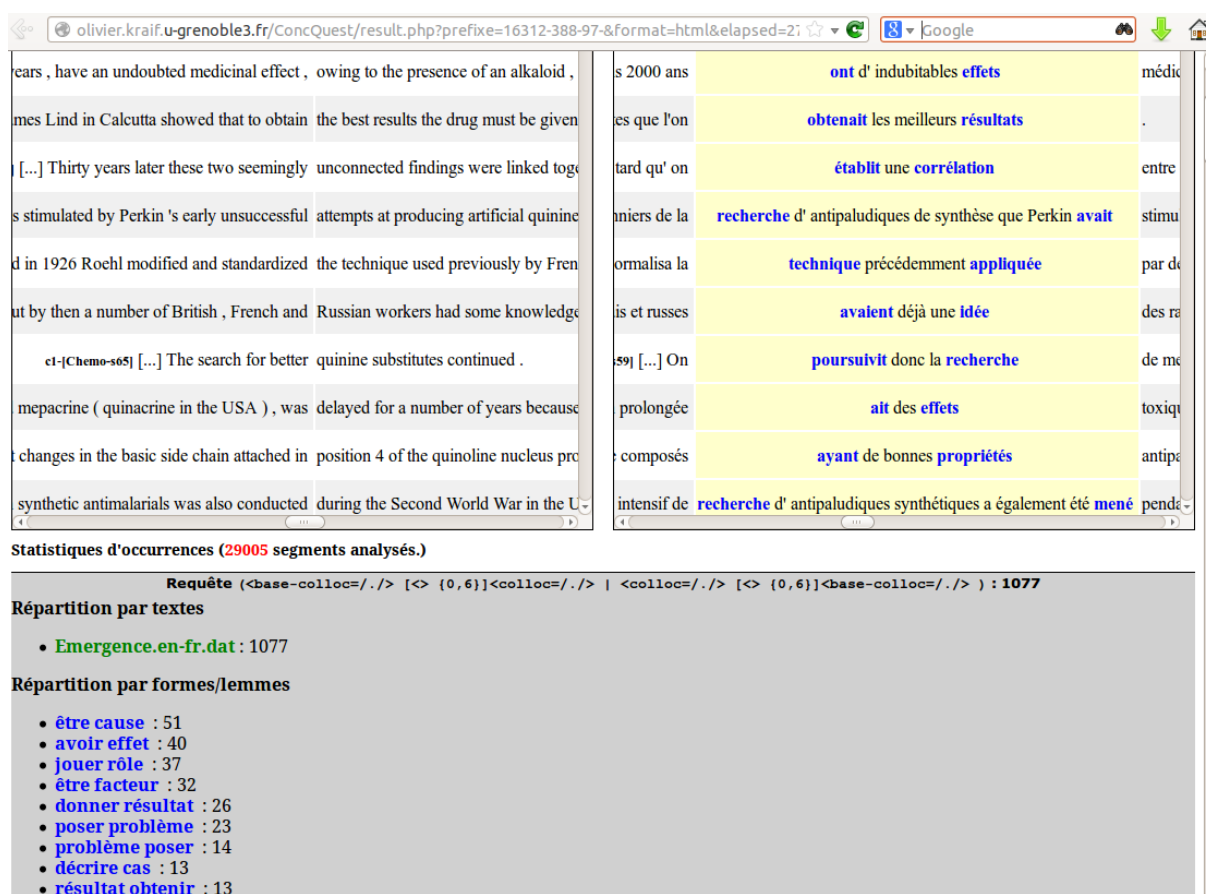 olivier.kraif.u-grenoble3.fr/ConcQuest/result.php?prefixe=16312-388-97-&format=html&elapsed=27 Google
years , have an undoubted medicinal effect , owing to the presence of an alkaloid , s 2000 ans ont d' indubitables effets médic
mes Lind in Calcutta showed that to obtain the best results the drug must be given es que l'on obtenait les meilleurs résultats .
[...] Thirty years later these two seemingly unconnected findings were linked toge tard qu' on établit une corrélation entre
s stimulated by Perkin 's early unsuccessful attempts at producing artificial quinine nniers de la recherche d' antipaludiques de synthèse que Perkin avait stimul
d in 1926 Roehl modified and standardized the technique used previously by Fren ormalisa la technique précédemment appliquée par de
ut by then a number of British , French and Russian workers had some knowledge is et russes avaient déjà une idée des ra
c1-[Chemo-s65] [...] The search for better quinine substitutes continued . s59] [...] On poursuivit donc la recherche de me
mepacrine ( quinacrine in the USA ) , was delayed for a number of years because prolongée ait des effets toxiqu
t changes in the basic side chain attached in position 4 of the quinoline nucleus pro composés ayant de bonnes propriétés antipa
synthetic antimalarials was also conducted during the Second World War in the U intensif de recherche d' antipaludiques synthétiques a également été mené penda
Statistiques d'occurrences (29005 segments analysés.)
Requête (<base-colloc=/./> [<> {0,6}]<colloc=/./> | <colloc=/./> [<> {0,6}]<base-colloc=/./> ) : 1077
Répartition par textes
• Emergence.en-fr.dat : 1077
Répartition par formes/lemmes
• être cause : 51
• avoir effet : 40
• jouer rôle : 37
• être facteur : 32
• donner résultat : 26
• poser problème : 23
• problème poser : 14
• décrire cas : 13
• résultat obtenir : 13